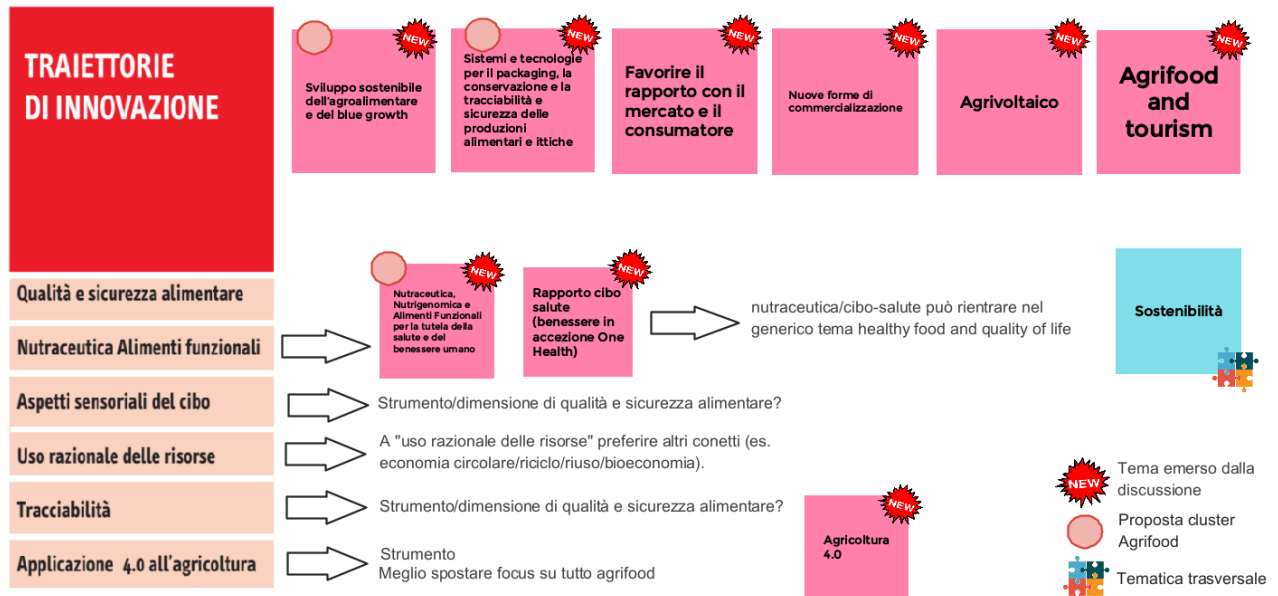 TRAIETTORIE
DI INNOVAZIONE
NEW
Sviluppo sostenibile
dell'agroalimentare
e del blue growth
NEW
Sistemi e tecnologie
per il packaging, la
conservazione e la
tracciabilità e
sicurezza delle
produzioni
alimentari e ittiche
NEW
Favorire il
rapporto con il
mercato e il
consumatore
NEW
Nuove forme di
commercializzazione
NEW
Agrivoltaico
NEW
Agrifood
and
tourism
Qualità e sicurezza alimentare
Nutraceutica Alimenti funzionali
NEW
Nutraceutica,
Nutrigenomica e
Alimenti Funzionali
per la tutela della
salute e del
benessere umano
NEW
Rapporto cibo
salute
(benessere in
accezione One
Health)
nutraceutica/cibo-salute può rientrare nel
generico tema healthy food and quality of life
Sostenibilità
Aspetti sensoriali del cibo
Strumento/dimensione di qualità e sicurezza alimentare?
Uso razionale delle risorse
A "uso razionale delle risorse" preferire altri conetti (es.
economia circolare/riciclo/riuso/bioeconomia).
Tracciabilità
Strumento/dimensione di qualità e sicurezza alimentare?
Applicazione 4.0 all'agricoltura
Strumento
Meglio spostare focus su tutto agrifood
NEW
Agricoltura
4.0
NEW
Tema emerso dalla
discussione
Proposta cluster
Agrifood
Tematica trasversale